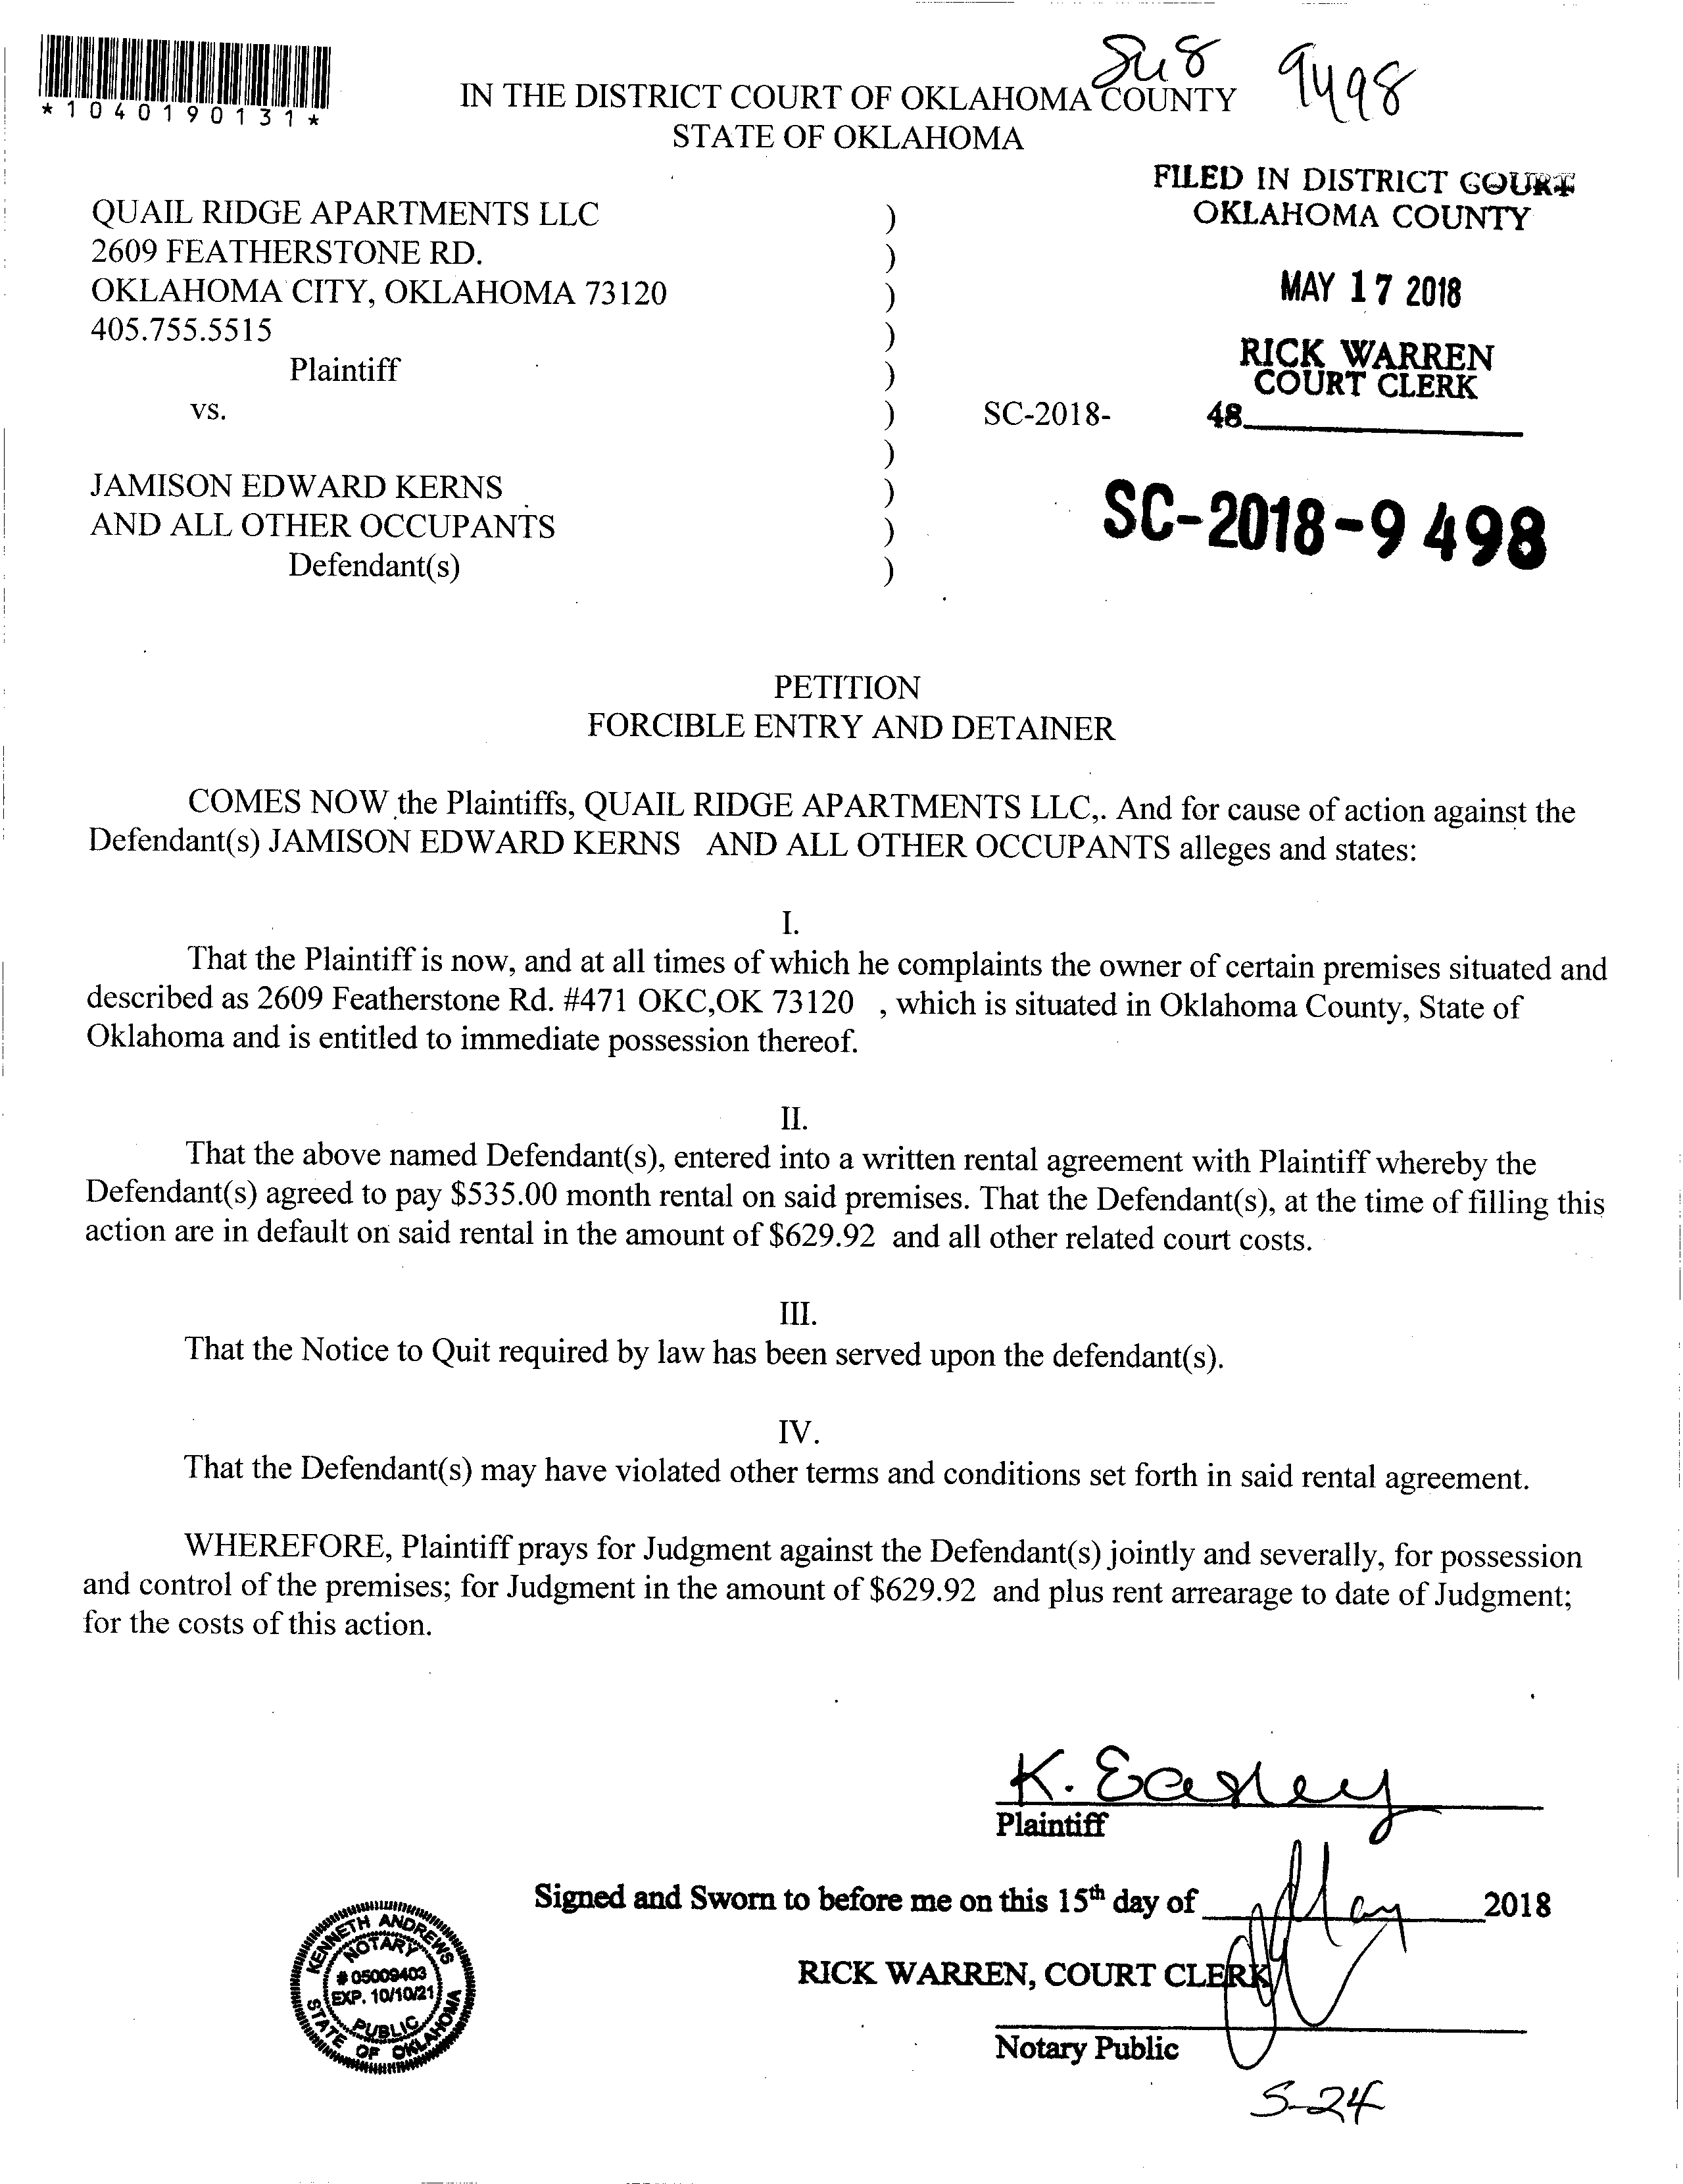 Su8 9498
*1040190131*
IN THE DISTRICT COURT OF OKLAHOMA COUNTY
STATE OF OKLAHOMA
FILED IN DISTRICT COURT
OKLAHOMA COUNTY
MAY 17 2018
RICK WARREN
COURT CLERK
48
QUAIL RIDGE APARTMENTS LLC )
2609 FEATHERSTONE RD. )
OKLAHOMA CITY, OKLAHOMA 73120 )
405.755.5515 )
Plaintiff )
vs. ) SC-2018-
)
JAMISON EDWARD KERNS )
AND ALL OTHER OCCUPANTS )
Defendant(s) )
SC-2018-9498
PETITION
FORCIBLE ENTRY AND DETAINER
COMES NOW the Plaintiffs, QUAIL RIDGE APARTMENTS LLC,. And for cause of action against the
Defendant(s) JAMISON EDWARD KERNS AND ALL OTHER OCCUPANTS alleges and states:
I.
That the Plaintiff is now, and at all times of which he complaints the owner of certain premises situated and
described as 2609 Featherstone Rd. #471 OKC,OK 73120 , which is situated in Oklahoma County, State of
Oklahoma and is entitled to immediate possession thereof.
II.
That the above named Defendant(s), entered into a written rental agreement with Plaintiff whereby the
Defendant(s) agreed to pay $535.00 month rental on said premises. That the Defendant(s), at the time of filling this
action are in default on said rental in the amount of $629.92 and all other related court costs.
III.
That the Notice to Quit required by law has been served upon the defendant(s).
IV.
That the Defendant(s) may have violated other terms and conditions set forth in said rental agreement.
WHEREFORE, Plaintiff prays for Judgment against the Defendant(s) jointly and severally, for possession
and control of the premises; for Judgment in the amount of $629.92 and plus rent arrearage to date of Judgment;
for the costs of this action.
K. Easley
Plaintiff
Signed and Sworn to before me on this 15th day of May 2018
RICK WARREN, COURT CLERK
Notary Public
KENNETH ANDREWS
NOTARY
# 05009403
EXP. 10/10/21
PUBLIC
STATE OF OKLAHOMA
5-24